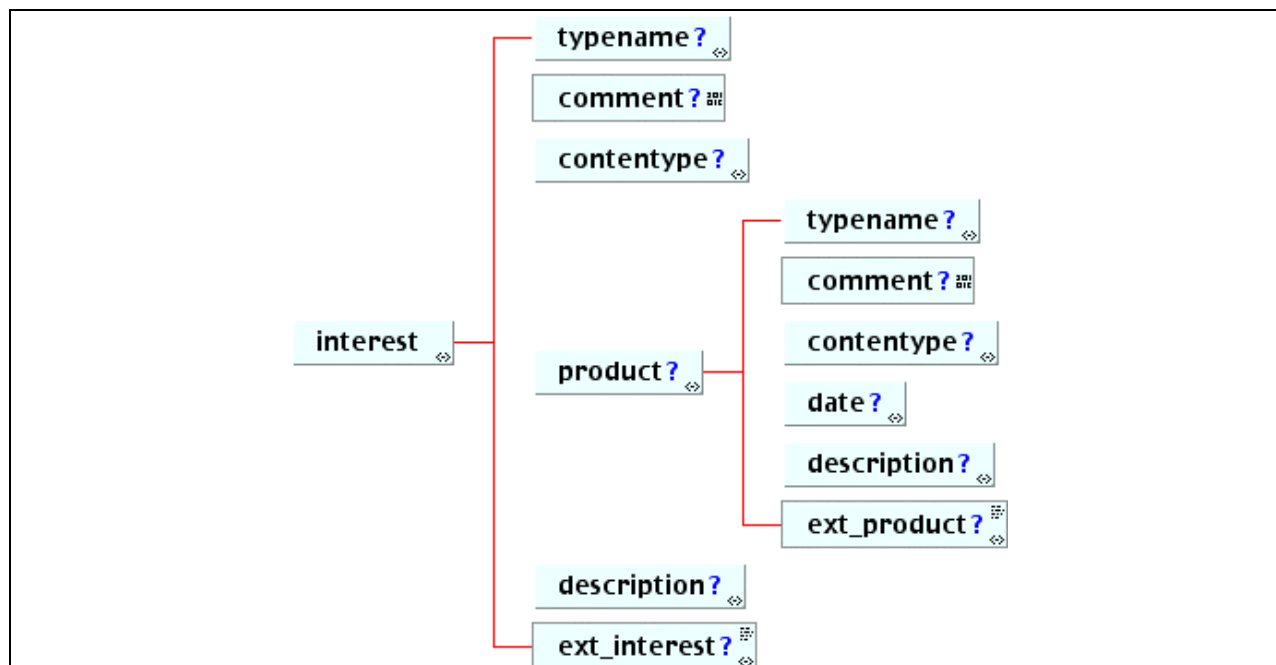 typename?
comment?
contentype?
typename?
comment?
contentype?
interest
product?
date?
description?
ext_product?
description?
ext_interest?